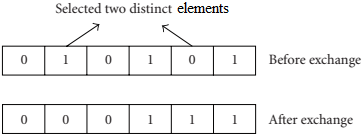 Selected two distinct elements
0 1 0 1 0 1 Before exchange
0 0 0 1 1 1 After exchange